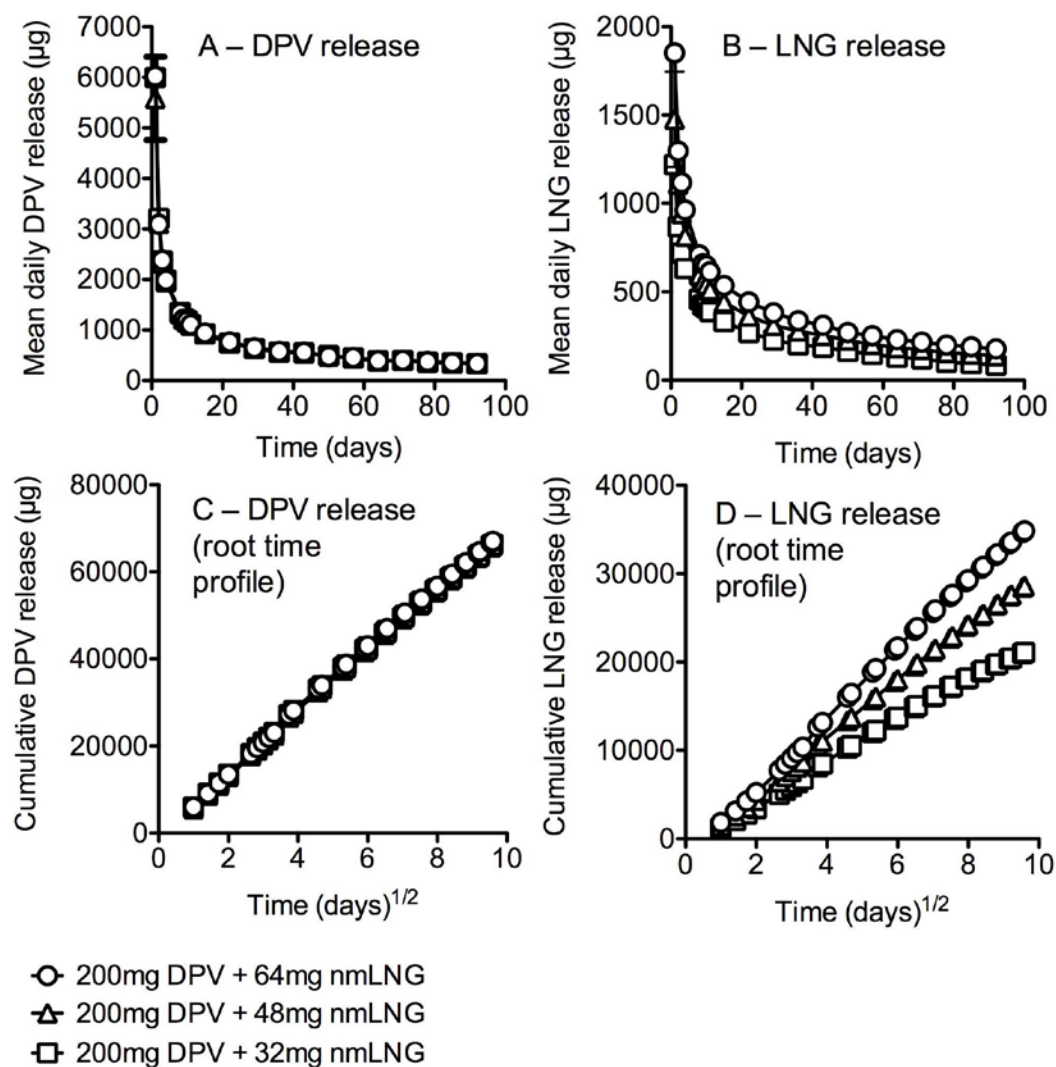 A – DPV release
Mean daily DPV release (µg)
7000
6000
5000
4000
3000
2000
1000
0
0 20 40 60 80 100
Time (days)
B – LNG release
Mean daily LNG release (µg)
2000
1500
1000
500
0
0 20 40 60 80 100
Time (days)
C – DPV release
(root time
profile)
Cumulative DPV release (µg)
80000
60000
40000
20000
0
0 2 4 6 8 10
Time (days)1/2
D – LNG release
(root time
profile)
Cumulative LNG release (µg)
40000
30000
20000
10000
0
0 2 4 6 8 10
Time (days)1/2
200mg DPV + 64mg nmLNG
200mg DPV + 48mg nmLNG
200mg DPV + 32mg nmLNG